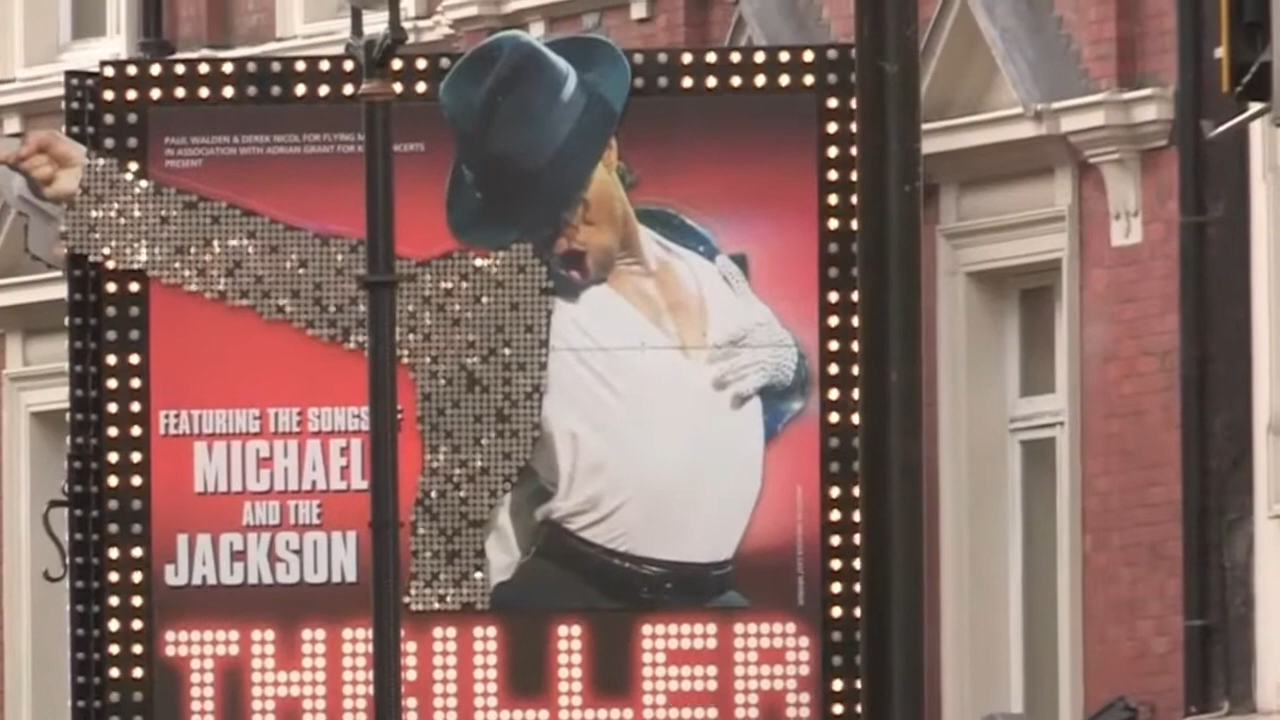 PAUL WALDEN & DEREK NICOL FOR FLYING
IN ASSOCIATION WITH ADRIAN GRANT FOR
PRESENT
FEATURING THE SONGS
MICHAEL
AND THE
JACKSON
THRILLER